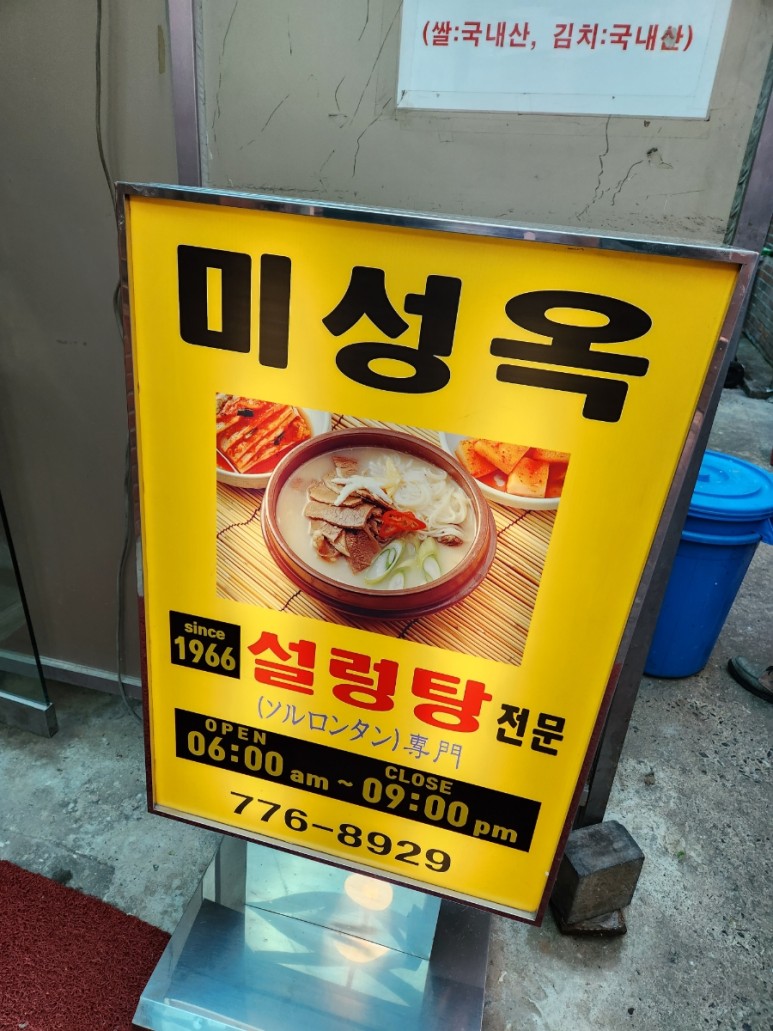 (쌀:국내산, 김치:국내산)
미성옥
since
1966
설렁탕 전문
(ソルロンタン)専門
OPEN
06:00 am ~ 
CLOSE
09:00 pm
776-8929